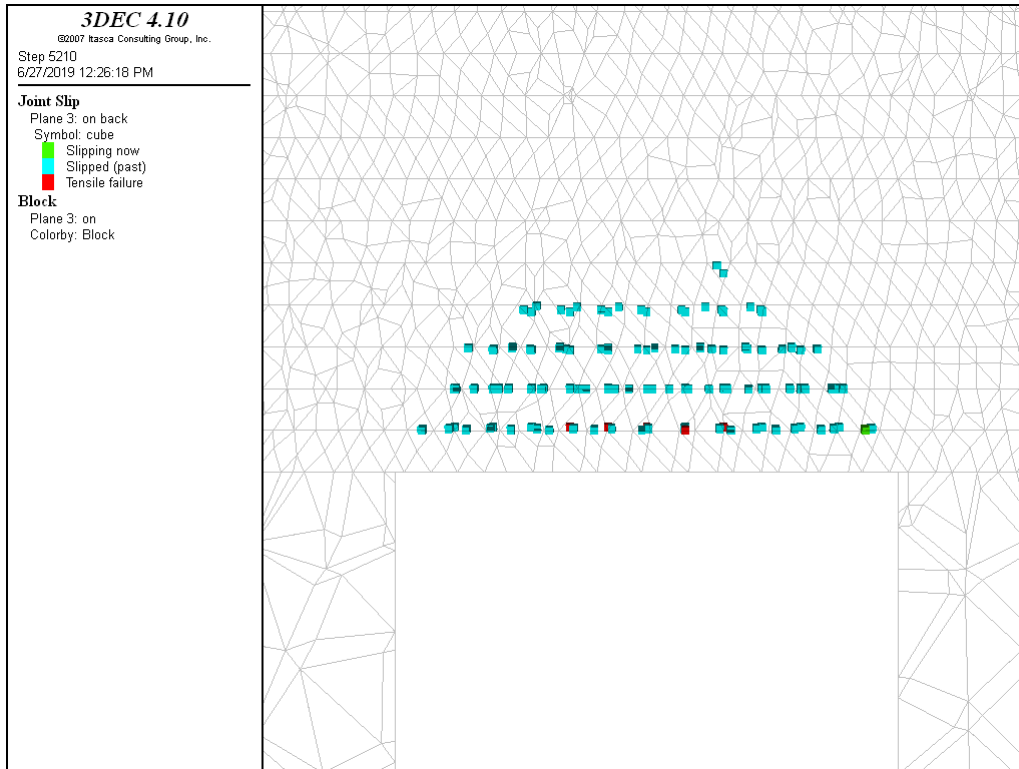 3DEC 4.10
©2007 Itasca Consulting Group, Inc.
Step 5210
6/27/2019 12:26:18 PM
Joint Slip
Plane 3: on back
Symbol: cube
Slipping now
Slipped (past)
Tensile failure
Block
Plane 3: on
Colorby: Block